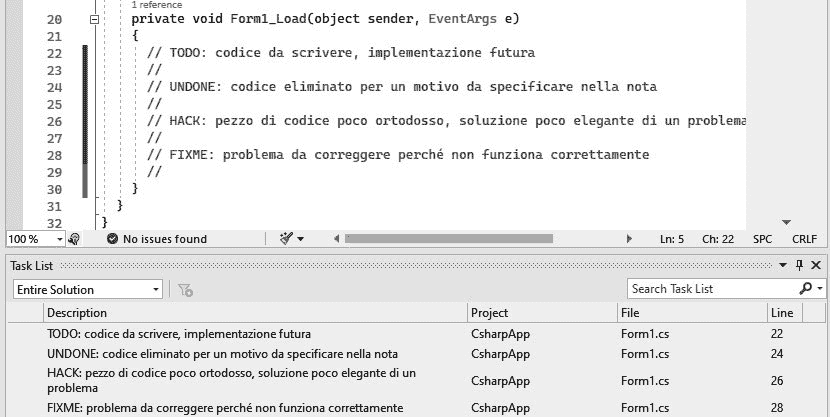 1 reference
20 private void Form1_Load(object sender, EventArgs e)
21 {
22 // TODO: codice da scrivere, implementazione futura
23 //
24 // UNDONE: codice eliminato per un motivo da specificare nella nota
25 //
26 // HACK: pezzo di codice poco ortodosso, soluzione poco elegante di un problema
27 //
28 // FIXME: problema da correggere perché non funziona correttamente
29 //
30 }
31 }
32 }
100 % No issues found Ln: 5 Ch: 22 SPC CRLF
Task List
Entire Solution Search Task List
Description Project File Line
TODO: codice da scrivere, implementazione futura CsharpApp Form1.cs 22
UNDONE: codice eliminato per un motivo da specificare nella nota CsharpApp Form1.cs 24
HACK: pezzo di codice poco ortodosso, soluzione poco elegante di un
problema CsharpApp Form1.cs 26
FIXME: problema da correggere perché non funziona correttamente CsharpApp Form1.cs 28